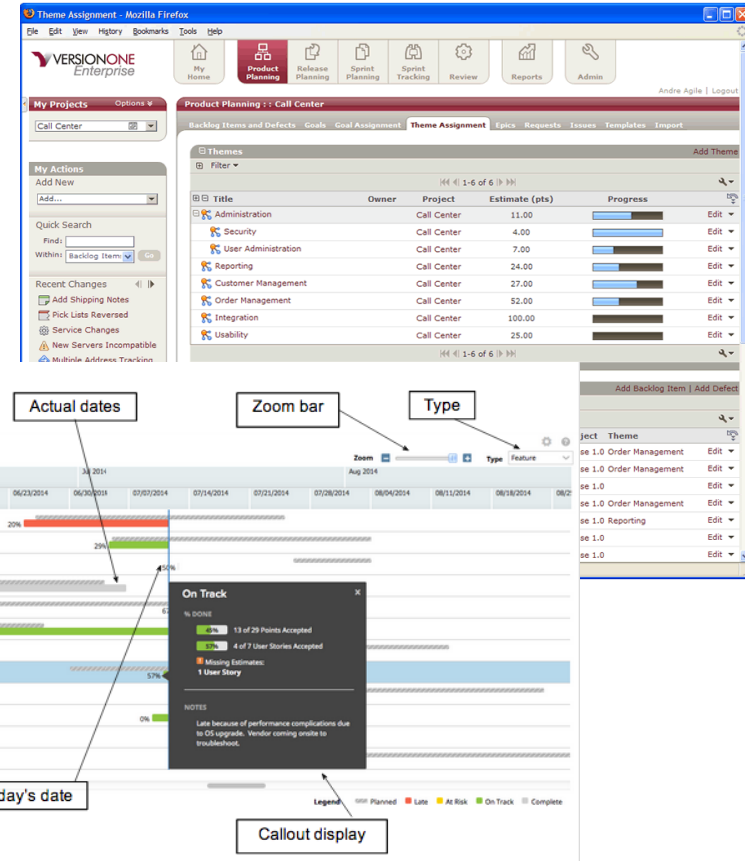 Theme Assignment - Mozilla Firefox
File Edit View History Bookmarks Tools Help
VERSIONONE
Enterprise
My Home
Product Planning
Release Planning
Sprint Planning
Sprint Tracking
Review
Reports
Admin
Andre Agile | Logout
My Projects Options
Call Center
Product Planning : : Call Center
Backlog Items and Defects Goals Goal Assignment Theme Assignment Epics Requests Issues Templates Import
My Actions
Add New
Add...
Quick Search
Find:
Within: Backlog Item: Go
Recent Changes
Add Shipping Notes
Pick Lists Reversed
Service Changes
New Servers Incompatible
Multiple Address Tracking
Themes Add Theme
Filter
1-6 of 6
Title Owner Project Estimate (pts) Progress
Administration Call Center 11.00 Edit
Security Call Center 4.00 Edit
User Administration Call Center 7.00 Edit
Reporting Call Center 24.00 Edit
Customer Management Call Center 27.00 Edit
Order Management Call Center 52.00 Edit
Integration Call Center 100.00 Edit
Usability Call Center 25.00 Edit
1-6 of 6
Add Backlog Item | Add Defect
ject Theme
se 1.0 Order Management Edit
se 1.0 Order Management Edit
se 1.0 Edit
se 1.0 Order Management Edit
se 1.0 Reporting Edit
se 1.0 Edit
se 1.0 Edit
Actual dates
Zoom bar
Type
Zoom Type Feature
Jul 2014 Aug 2014
06/23/2014 06/30/2014 07/07/2014 07/14/2014 07/21/2014 07/28/2014 08/04/2014 08/11/2014 08/18/2014 08/2
20%
29%
50%
67
57%
0%
On Track x
% DONE
45% 13 of 29 Points Accepted
57% 4 of 7 User Stories Accepted
! Missing Estimates:
1 User Story
NOTES
Late because of performance complications due
to OS upgrade. Vendor coming onsite to
troubleshoot.
day's date
Legend Planned Late At Risk On Track Complete
Callout display